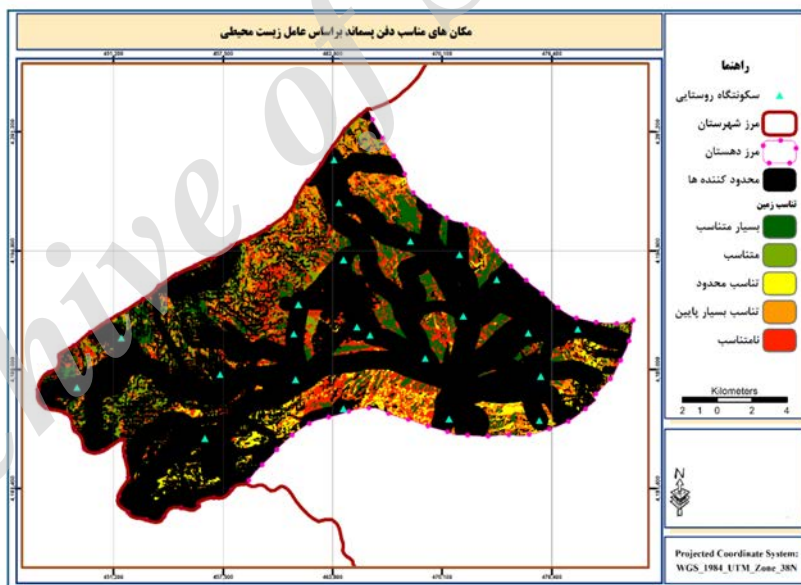 مکان های مناسب دفن پسماند براساس عامل زیست محیطی
راهنما
سکونتگاه روستایی
مرز شهرستان
مرز دهستان
محدود کننده ها
تناسب زمین
بسیار متناسب
متناسب
تناسب محدود
تناسب بسیار پایین
نامتناسب
Kilometers
2 1 0 2 4
N
Projected Coordinate System:
WGS_1984_UTM_Zone_38N
Archive of S